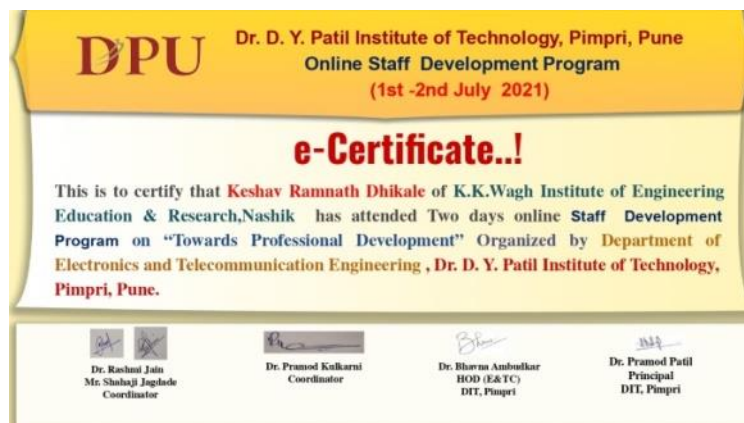 DPU
Dr. D. Y. Patil Institute of Technology, Pimpri, Pune
Online Staff Development Program
(1st -2nd July 2021)
e-Certificate..!
This is to certify that Keshav Ramnath Dhikale of K.K.Wagh Institute of Engineering
Education & Research,Nashik has attended Two days online Staff Development
Program on “Towards Professional Development” Organized by Department of
Electronics and Telecommunication Engineering , Dr. D. Y. Patil Institute of Technology,
Pimpri, Pune.
Dr. Rashmi Jain
Mr. Shahaji Jagdade
Coordinator
Dr. Pramod Kulkarni
Coordinator
Dr. Bhavna Ambudkar
HOD (E&TC)
DIT, Pimpri
Dr. Pramod Patil
Principal
DIT, Pimpri